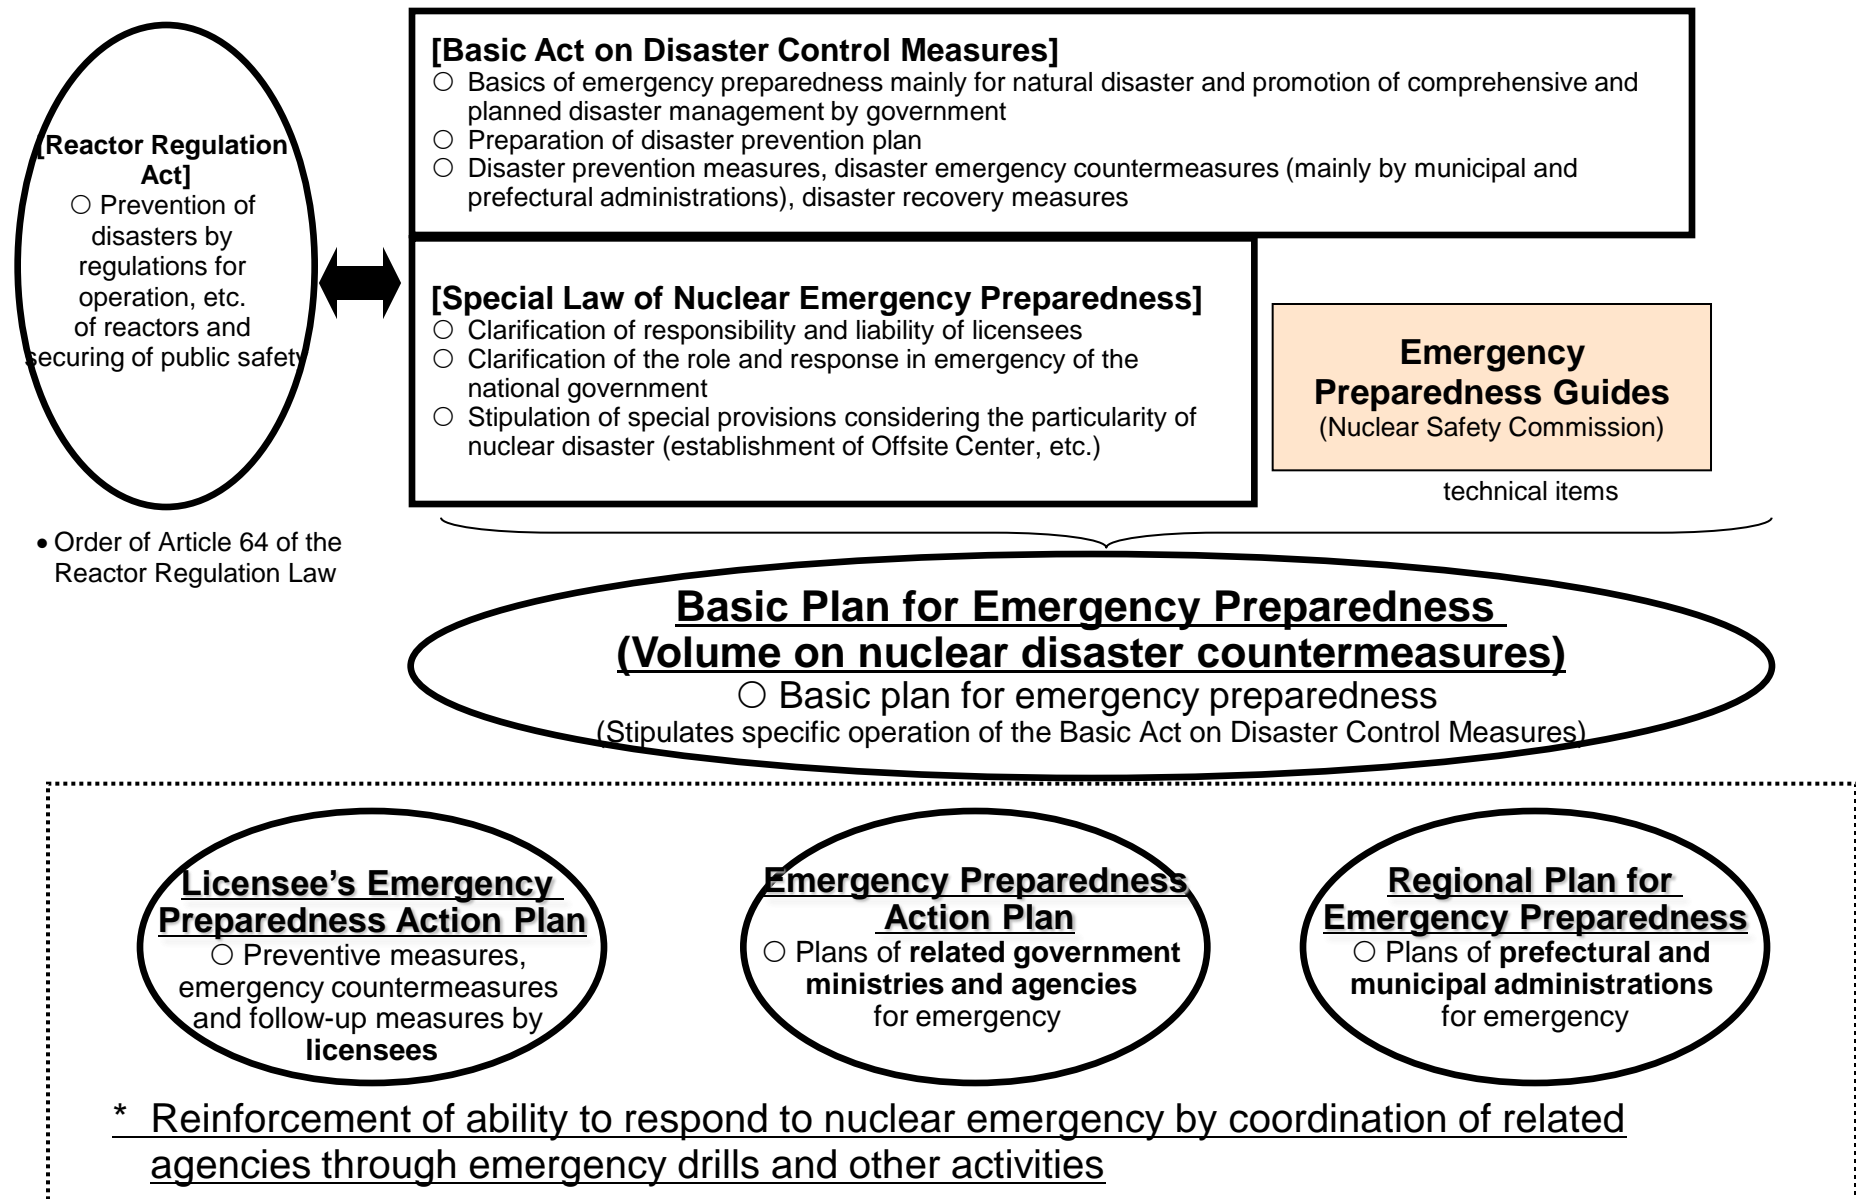 [Reactor Regulation
Act]
○ Prevention of
disasters by
regulations for
operation, etc.
of reactors and
securing of public safety
• Order of Article 64 of the
Reactor Regulation Law
[Basic Act on Disaster Control Measures]
○ Basics of emergency preparedness mainly for natural disaster and promotion of comprehensive and
planned disaster management by government
○ Preparation of disaster prevention plan
○ Disaster prevention measures, disaster emergency countermeasures (mainly by municipal and
prefectural administrations), disaster recovery measures
[Special Law of Nuclear Emergency Preparedness]
○ Clarification of responsibility and liability of licensees
○ Clarification of the role and response in emergency of the
national government
○ Stipulation of special provisions considering the particularity of
nuclear disaster (establishment of Offsite Center, etc.)
Emergency
Preparedness Guides
(Nuclear Safety Commission)
technical items
Basic Plan for Emergency Preparedness
(Volume on nuclear disaster countermeasures)
○ Basic plan for emergency preparedness
(Stipulates specific operation of the Basic Act on Disaster Control Measures)
Licensee’s Emergency
Preparedness Action Plan
○ Preventive measures,
emergency countermeasures
and follow-up measures by
licensees
Emergency Preparedness
Action Plan
○ Plans of related government
ministries and agencies
for emergency
Regional Plan for
Emergency Preparedness
○ Plans of prefectural and
municipal administrations
for emergency
* Reinforcement of ability to respond to nuclear emergency by coordination of related
agencies through emergency drills and other activities